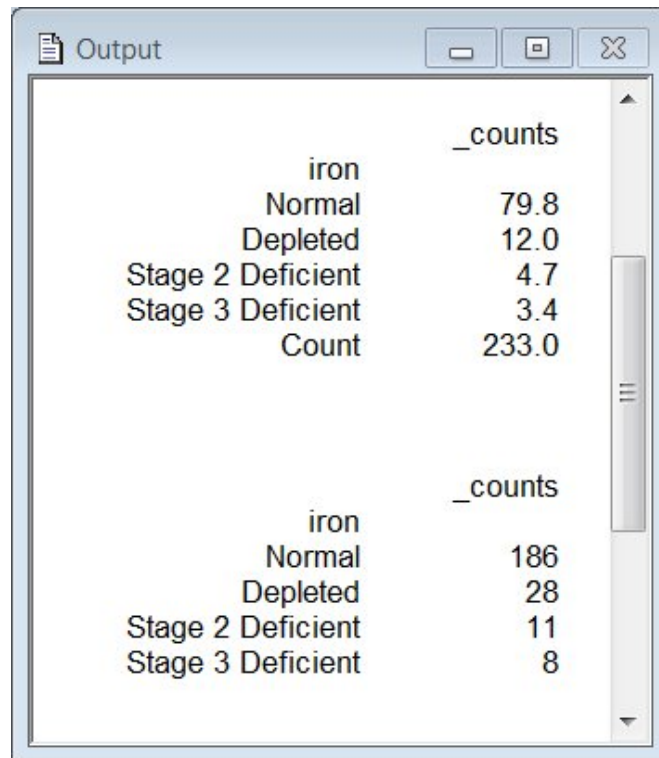 Output
_counts
iron
Normal 79.8
Depleted 12.0
Stage 2 Deficient 4.7
Stage 3 Deficient 3.4
Count 233.0
_counts
iron
Normal 186
Depleted 28
Stage 2 Deficient 11
Stage 3 Deficient 8